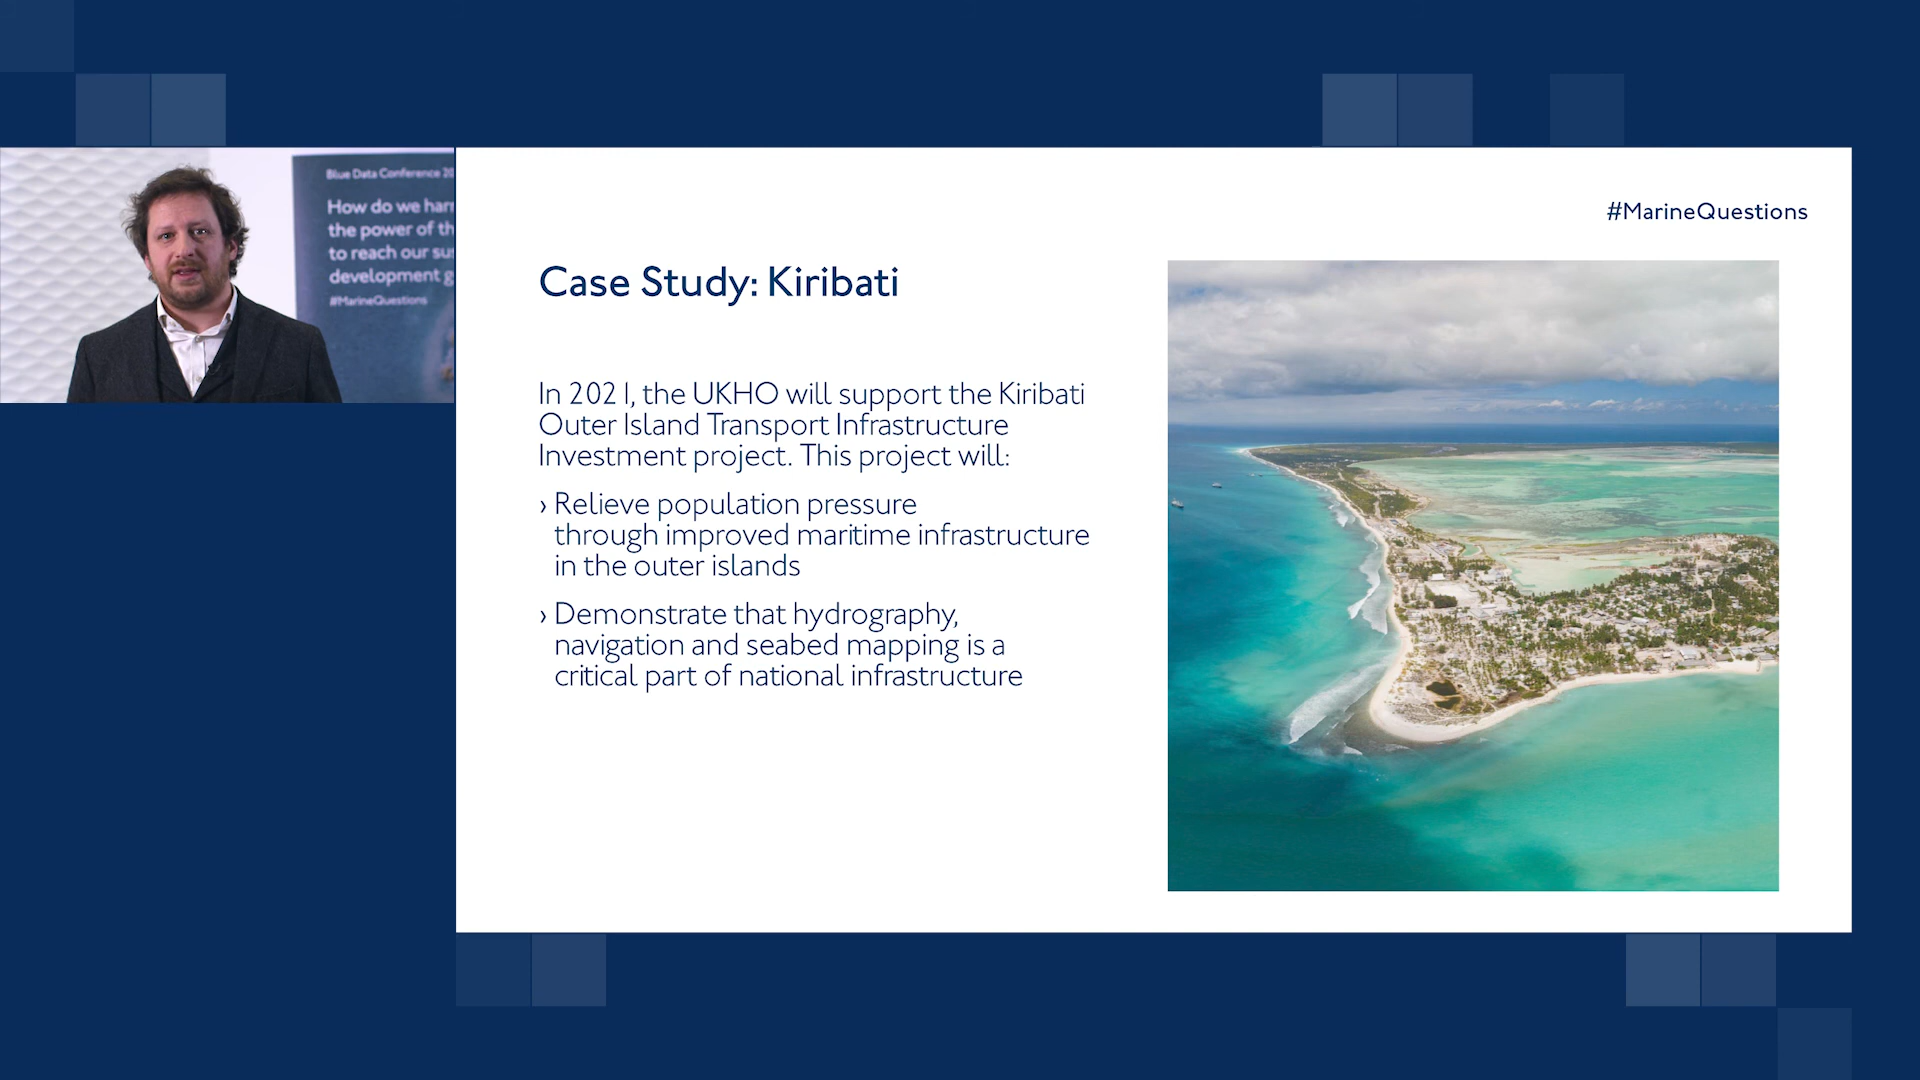 Blue Data Conference
How do we
the power of
to reach our
development
#MarineQuestions
#MarineQuestions
Case Study: Kiribati
In 2021, the UKHO will support the Kiribati
Outer Island Transport Infrastructure
Investment project. This project will:
› Relieve population pressure
through improved maritime infrastructure
in the outer islands
› Demonstrate that hydrography,
navigation and seabed mapping is a
critical part of national infrastructure